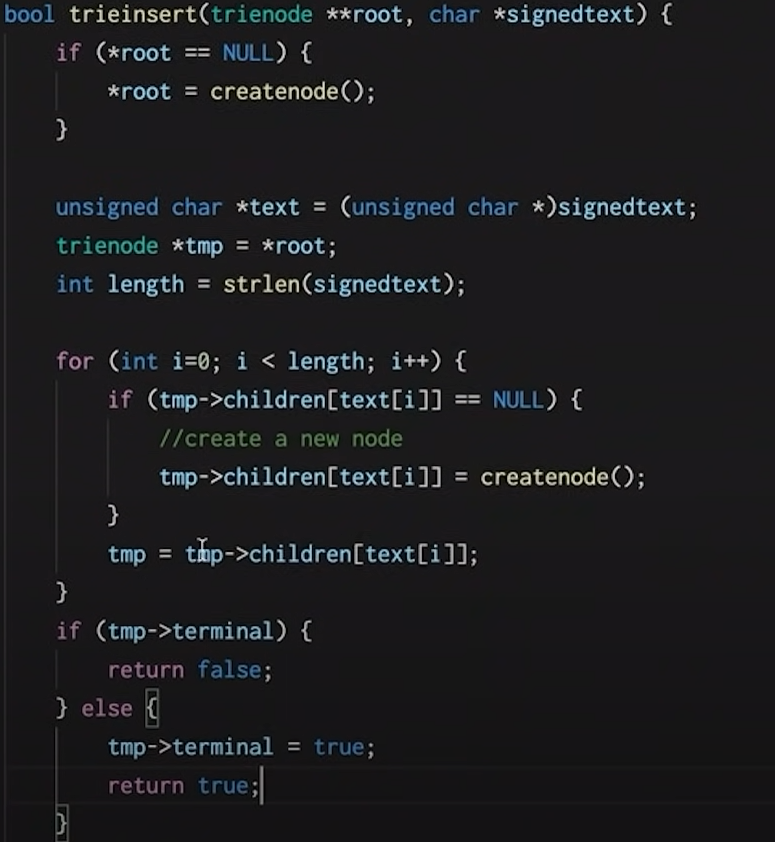 bool trieinsert(trienode **root, char *signedtext) {
    if (*root == NULL) {
        *root = createnode();
    }

    unsigned char *text = (unsigned char *)signedtext;
    trienode *tmp = *root;
    int length = strlen(signedtext);

    for (int i=0; i < length; i++) {
        if (tmp->children[text[i]] == NULL) {
            //create a new node
            tmp->children[text[i]] = createnode();
        }
        tmp = tmp->children[text[i]];
    }
    if (tmp->terminal) {
        return false;
    } else {
        tmp->terminal = true;
        return true;
    }